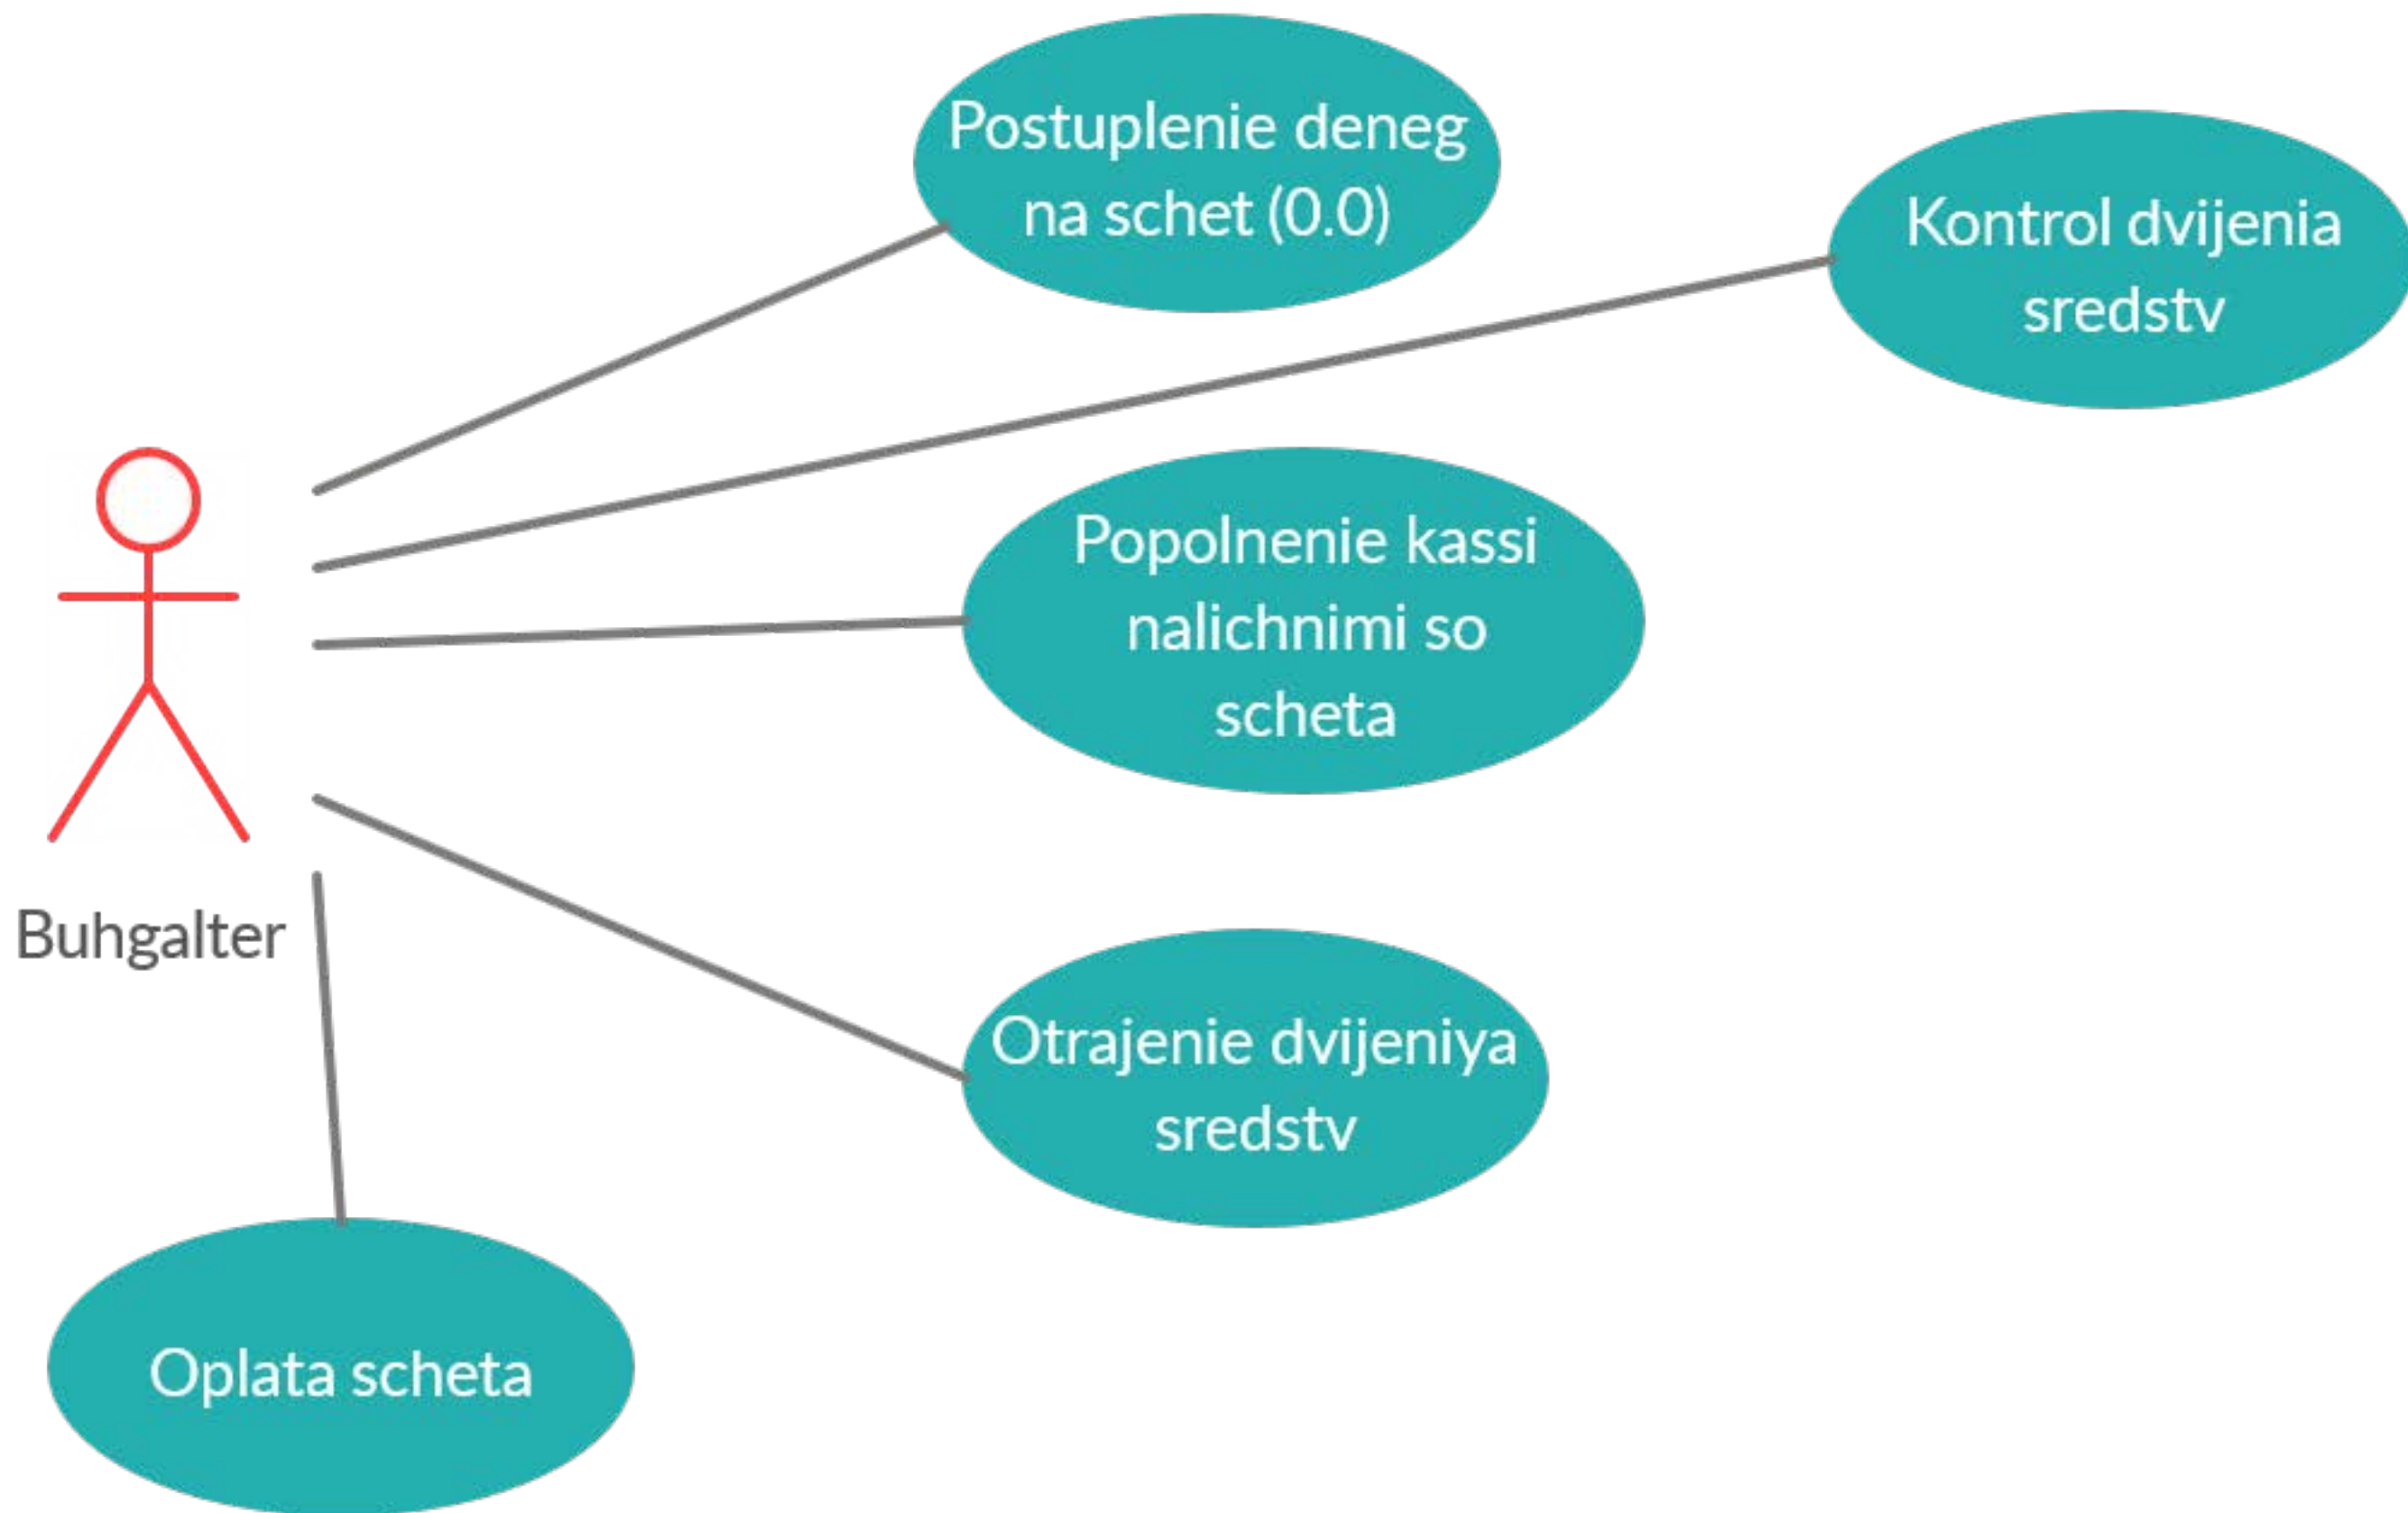 Postuplenie deneg
na schet (0.0)
Kontrol dvijenia
sredstv
Popolnenie kassi
nalichnimi so
scheta
Buhgalter
Otrajenie dvijeniya
sredstv
Oplata scheta